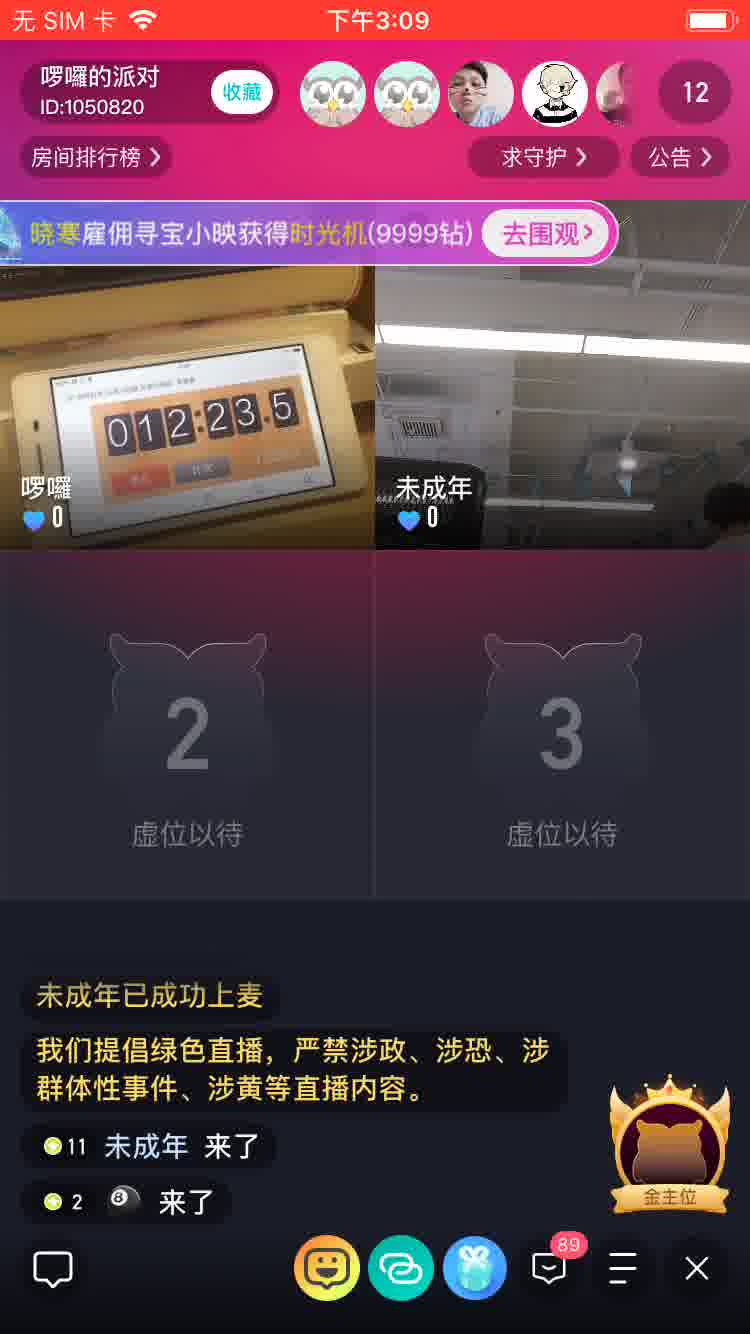 无 SIM 卡
下午3:09
啰囉的派对
ID:1050820
收藏
12
房间排行榜
求守护
公告
晓寒雇佣寻宝小映获得时光机(9999钻)
去围观
012:23.5
啰囉
0
未成年
0
2
虚位以待
3
虚位以待
未成年已成功上麦
我们提倡绿色直播，严禁涉政、涉恐、涉
群体性事件、涉黄等直播内容。
11 未成年 来了
2 8 来了
金主位
89